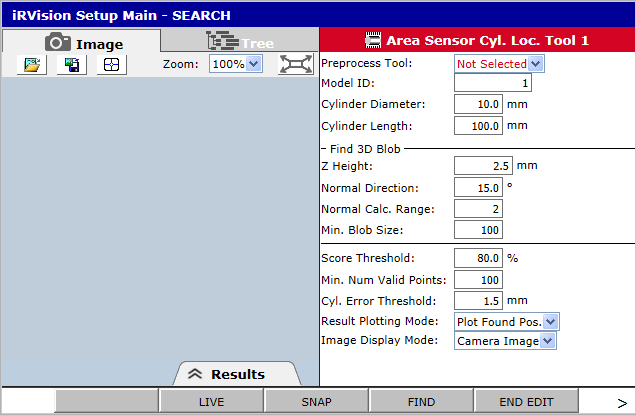 iRVision Setup Main - SEARCH
Image
Tree
Area Sensor Cyl. Loc. Tool 1
Zoom: 100%
Preprocess Tool: Not Selected
Model ID: 1
Cylinder Diameter: 10.0 mm
Cylinder Length: 100.0 mm
Find 3D Blob
Z Height: 2.5 mm
Normal Direction: 15.0 °
Normal Calc. Range: 2
Min. Blob Size: 100
Score Threshold: 80.0 %
Min. Num Valid Points: 100
Cyl. Error Threshold: 1.5 mm
Result Plotting Mode: Plot Found Pos.
Image Display Mode: Camera Image
Results
LIVE SNAP FIND END EDIT >